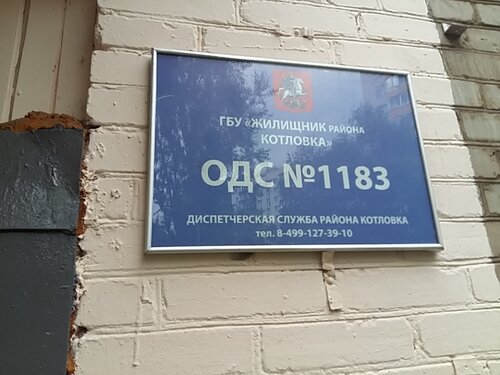 ГБУ «ЖИЛИЩНИК РАЙОНА
КОТЛОВКА»
ОДС №1183
ДИСПЕТЧЕРСКАЯ СЛУЖБА РАЙОНА КОТЛОВКА
тел. 8-499-127-39-10